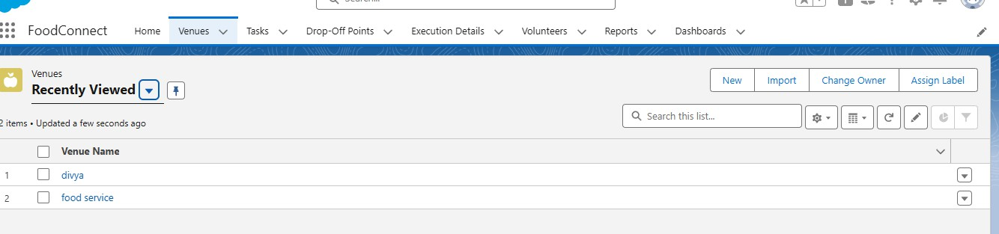 Search...
FoodConnect Home Venues Tasks Drop-Off Points Execution Details Volunteers Reports Dashboards
Venues
Recently Viewed
New Import Change Owner Assign Label
2 items • Updated a few seconds ago
Search this list...
Venue Name
1 divya
2 food service